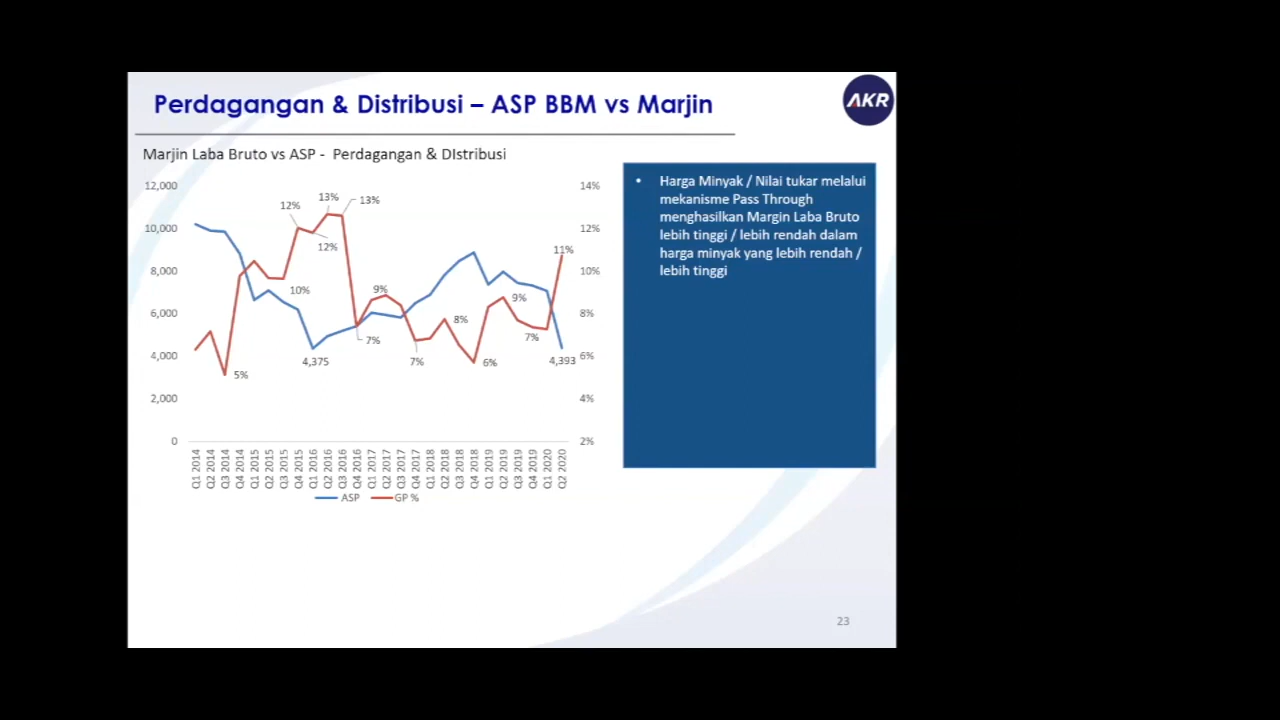 Perdagangan & Distribusi – ASP BBM vs Marjin
AKR
Marjin Laba Bruto vs ASP - Perdagangan & DIstribusi
12,000
10,000
8,000
6,000
4,000
2,000
0
14%
12%
10%
8%
6%
4%
2%
5%
10%
12%
12%
13%
13%
4,375
7%
9%
7%
8%
6%
9%
7%
11%
4,393
Q1 2014
Q2 2014
Q3 2014
Q4 2014
Q1 2015
Q2 2015
Q3 2015
Q4 2015
Q1 2016
Q2 2016
Q3 2016
Q4 2016
Q1 2017
Q2 2017
Q3 2017
Q4 2017
Q1 2018
Q2 2018
Q3 2018
Q4 2018
Q1 2019
Q2 2019
Q3 2019
Q4 2019
Q1 2020
Q2 2020
ASP
GP %
• Harga Minyak / Nilai tukar melalui
mekanisme Pass Through
menghasilkan Margin Laba Bruto
lebih tinggi / lebih rendah dalam
harga minyak yang lebih rendah /
lebih tinggi
23